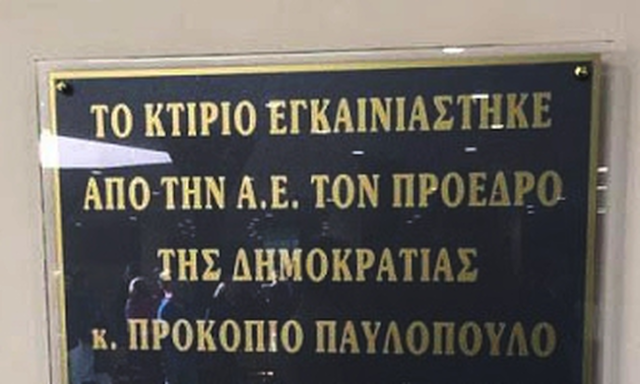 ΤΟ ΚΤΙΡΙΟ ΕΓΚΑΙΝΙΑΣΤΗΚΕ
ΑΠΟ ΤΗΝ Α.Ε. ΤΟΝ ΠΡΟΕΔΡΟ
ΤΗΣ ΔΗΜΟΚΡΑΤΙΑΣ
κ. ΠΡΟΚΟΠΙΟ ΠΑΥΛΟΠΟΥΛΟ